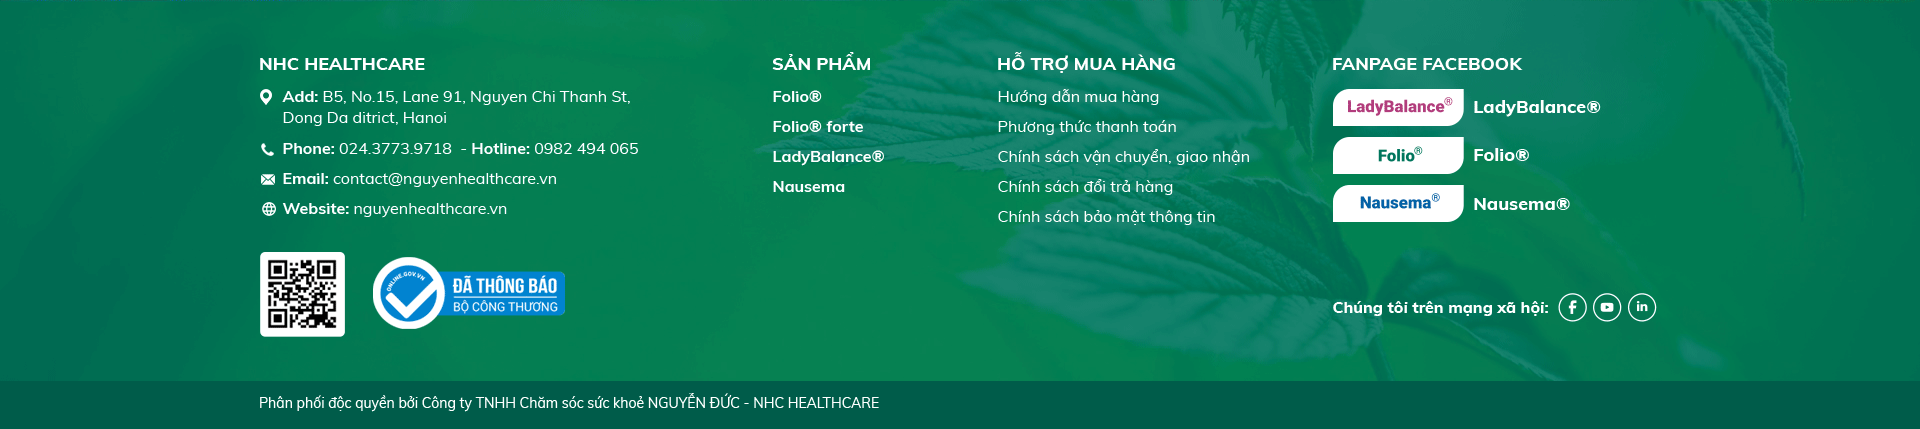 NHC HEALTHCARE
Add: B5, No.15, Lane 91, Nguyen Chi Thanh St,
Dong Da ditrict, Hanoi
Phone: 024.3773.9718 - Hotline: 0982 494 065
Email: contact@nguyenhealthcare.vn
Website: nguyenhealthcare.vn
ONLINE.GOV.VN
ĐÃ THÔNG BÁO
BỘ CÔNG THƯƠNG
SẢN PHẨM
Folio®
Folio® forte
LadyBalance®
Nausema
HỖ TRỢ MUA HÀNG
Hướng dẫn mua hàng
Phương thức thanh toán
Chính sách vận chuyển, giao nhận
Chính sách đổi trả hàng
Chính sách bảo mật thông tin
FANPAGE FACEBOOK
LadyBalance® LadyBalance®
Folio® Folio®
Nausema® Nausema®
Chúng tôi trên mạng xã hội:
Phân phối độc quyền bởi Công ty TNHH Chăm sóc sức khoẻ NGUYỄN ĐỨC - NHC HEALTHCARE